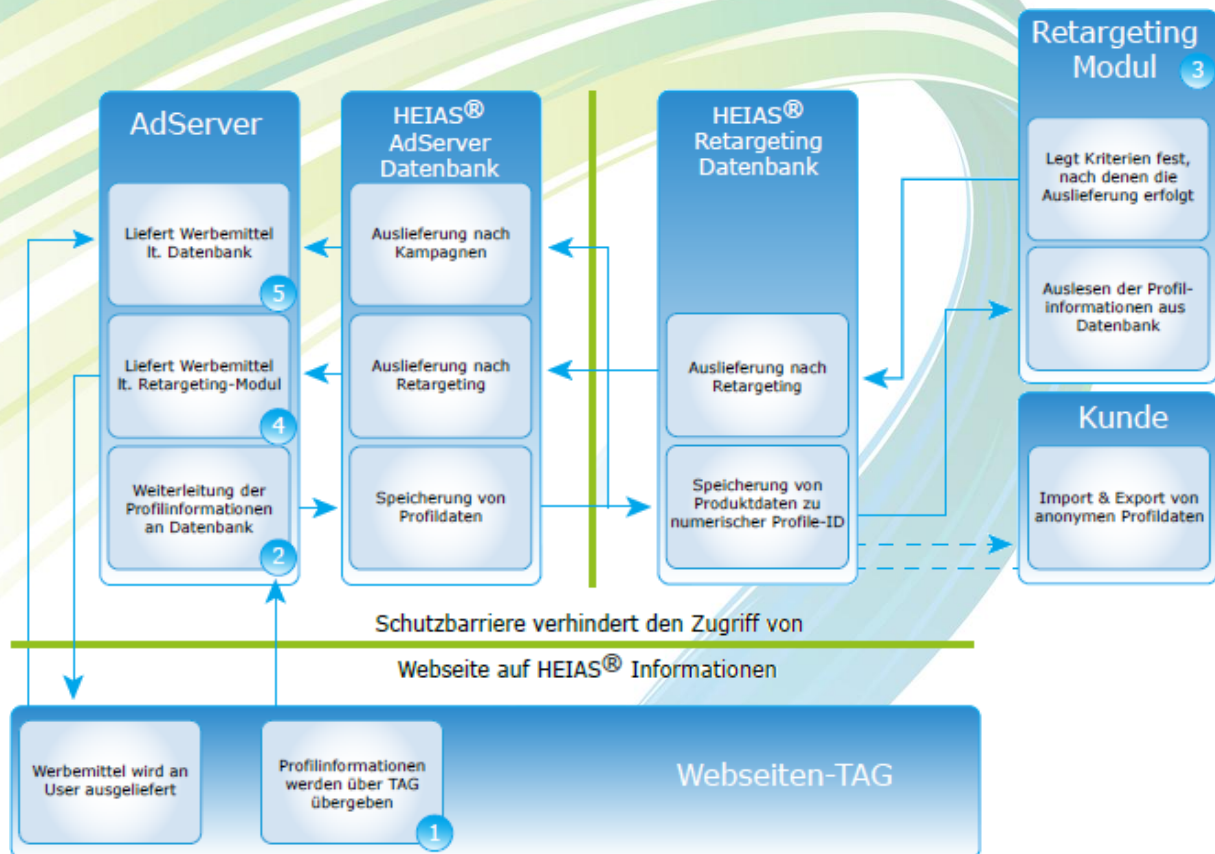 AdServer
Liefert Werbemittel
lt. Datenbank
5
Liefert Werbemittel
lt. Retargeting-Modul
4
Weiterleitung der
Profilinformationen
an Datenbank
2
HEIAS®
AdServer
Datenbank
Auslieferung nach
Kampagnen
Auslieferung nach
Retargeting
Speicherung von
Profildaten
HEIAS®
Retargeting
Datenbank
Auslieferung nach
Retargeting
Speicherung von
Produktdaten zu
numerischer Profile-ID
Retargeting
Modul 3
Legt Kriterien fest,
nach denen die
Auslieferung erfolgt
Auslesen der Profil-
informationen aus
Datenbank
Kunde
Import & Export von
anonymen Profildaten
Schutzbarriere verhindert den Zugriff von
Webseite auf HEIAS® Informationen
Werbemittel wird an
User ausgeliefert
Profilinformationen
werden über TAG
übergeben
1
Webseiten-TAG